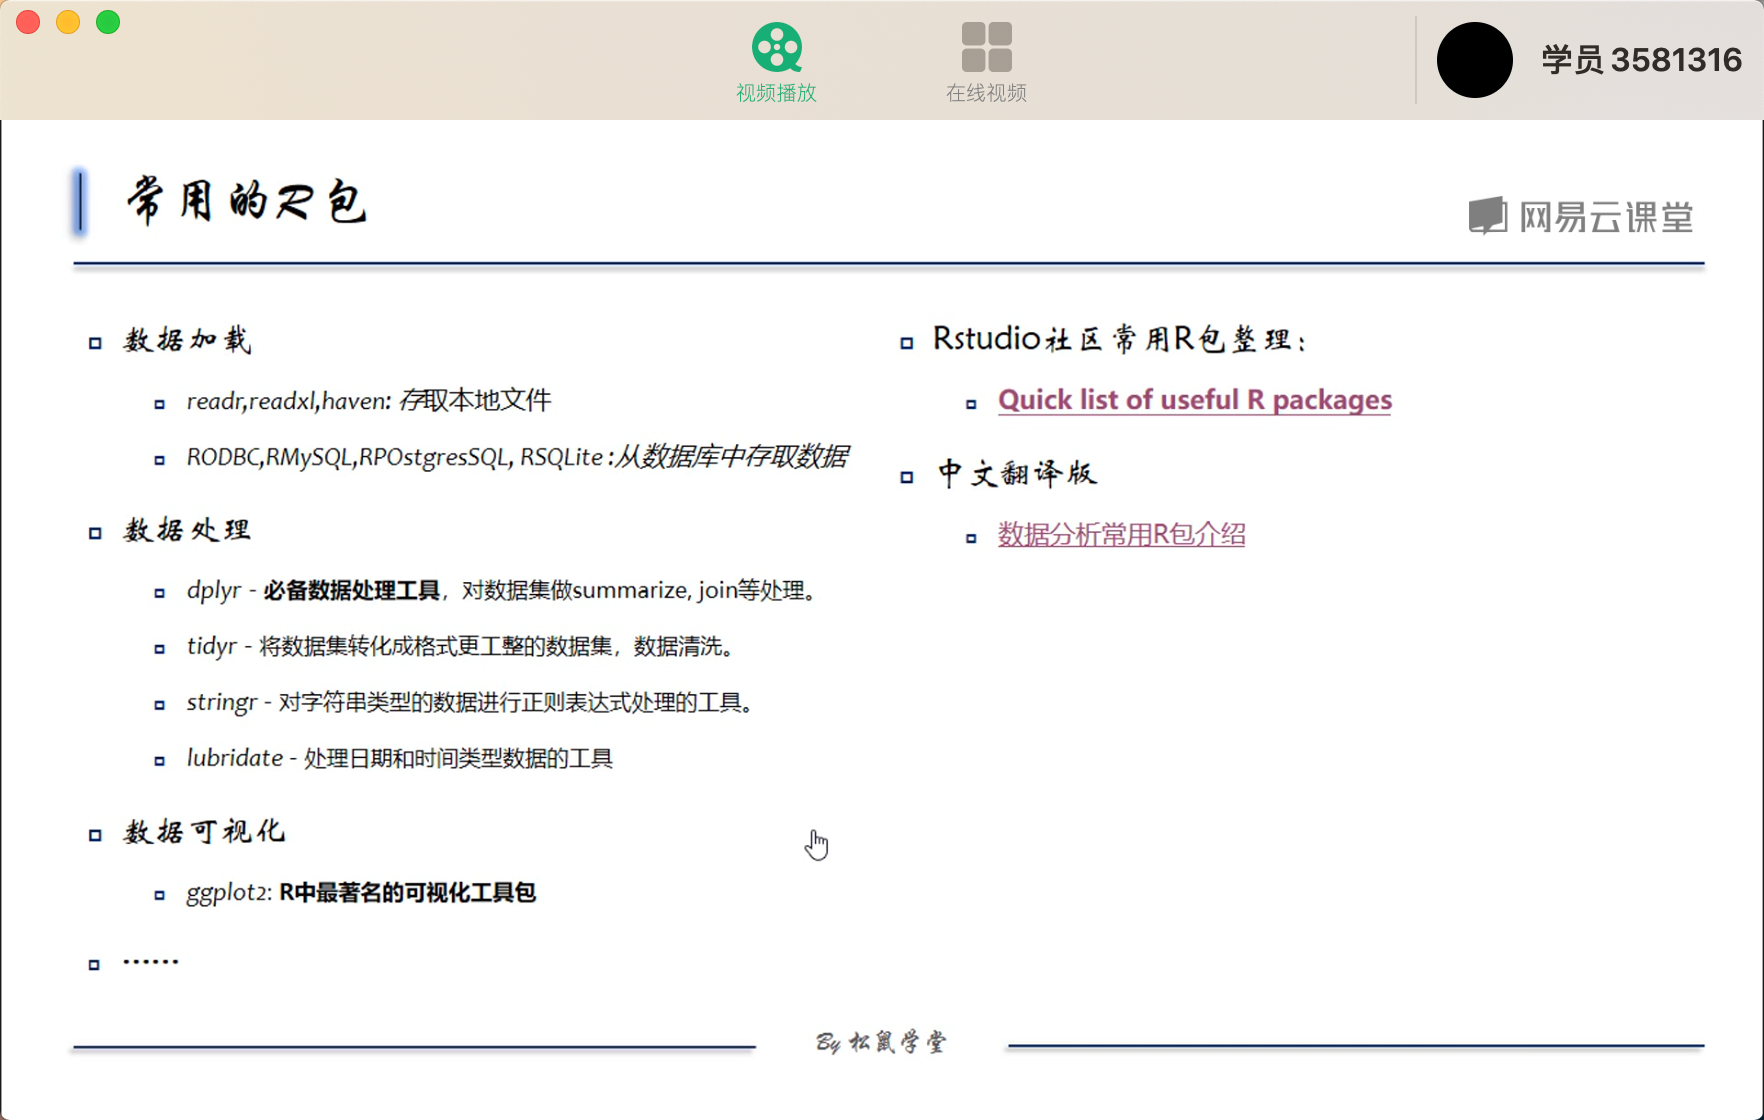 视频播放
在线视频
学员 3581316
常用的R包
网易云课堂
数据加载
readr,readxl,haven: 存取本地文件
RODBC,RMySQL,RPOstgresSQL, RSQLite :从数据库中存取数据
数据处理
dplyr - 必备数据处理工具，对数据集做summarize, join等处理。
tidyr - 将数据集转化成格式更工整的数据集，数据清洗。
stringr - 对字符串类型的数据进行正则表达式处理的工具。
lubridate - 处理日期和时间类型数据的工具
数据可视化
ggplot2: R中最著名的可视化工具包
……
Rstudio社区常用R包整理：
Quick list of useful R packages
中文翻译版
数据分析常用R包介绍
By 松鼠学堂